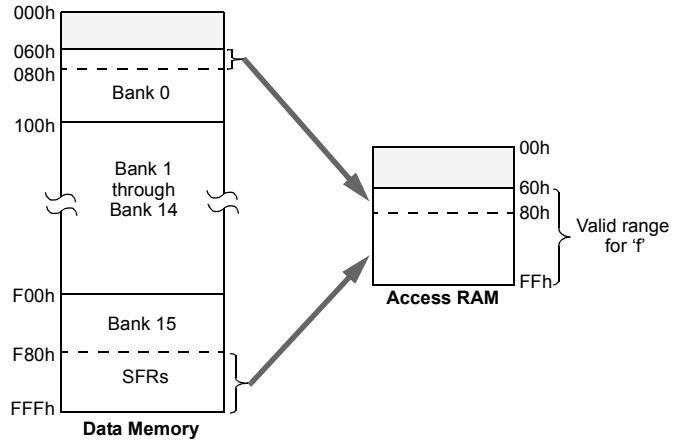 000h
060h
080h
Bank 0
100h
Bank 1
through
Bank 14
F00h
Bank 15
F80h
SFRs
FFFh
Data Memory
00h
60h
80h
Valid range
for ‘f’
FFh
Access RAM